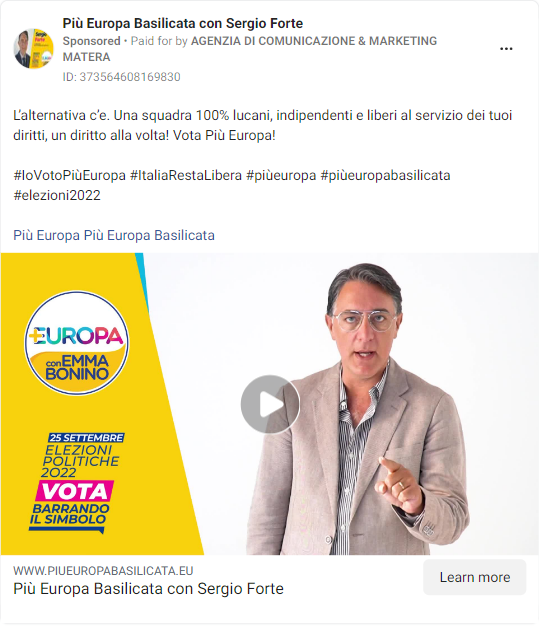 Più Europa Basilicata con Sergio Forte
Sponsored • Paid for by AGENZIA DI COMUNICAZIONE & MARKETING
MATERA
ID: 373564608169830
L'alternativa c'e. Una squadra 100% lucani, indipendenti e liberi al servizio dei tuoi
diritti, un diritto alla volta! Vota Più Europa!
#IoVotoPiùEuropa #ItaliaRestaLibera #piùeuropa #piùeuropabasilicata
#elezioni2022
Più Europa Più Europa Basilicata
+EUROPA
con EMMA
BONINO
25 SETTEMBRE
ELEZIONI
POLITICHE
2022
VOTA
BARRANDO
IL SIMBOLO
WWW.PIUEUROPABASILICATA.EU
Più Europa Basilicata con Sergio Forte
Learn more